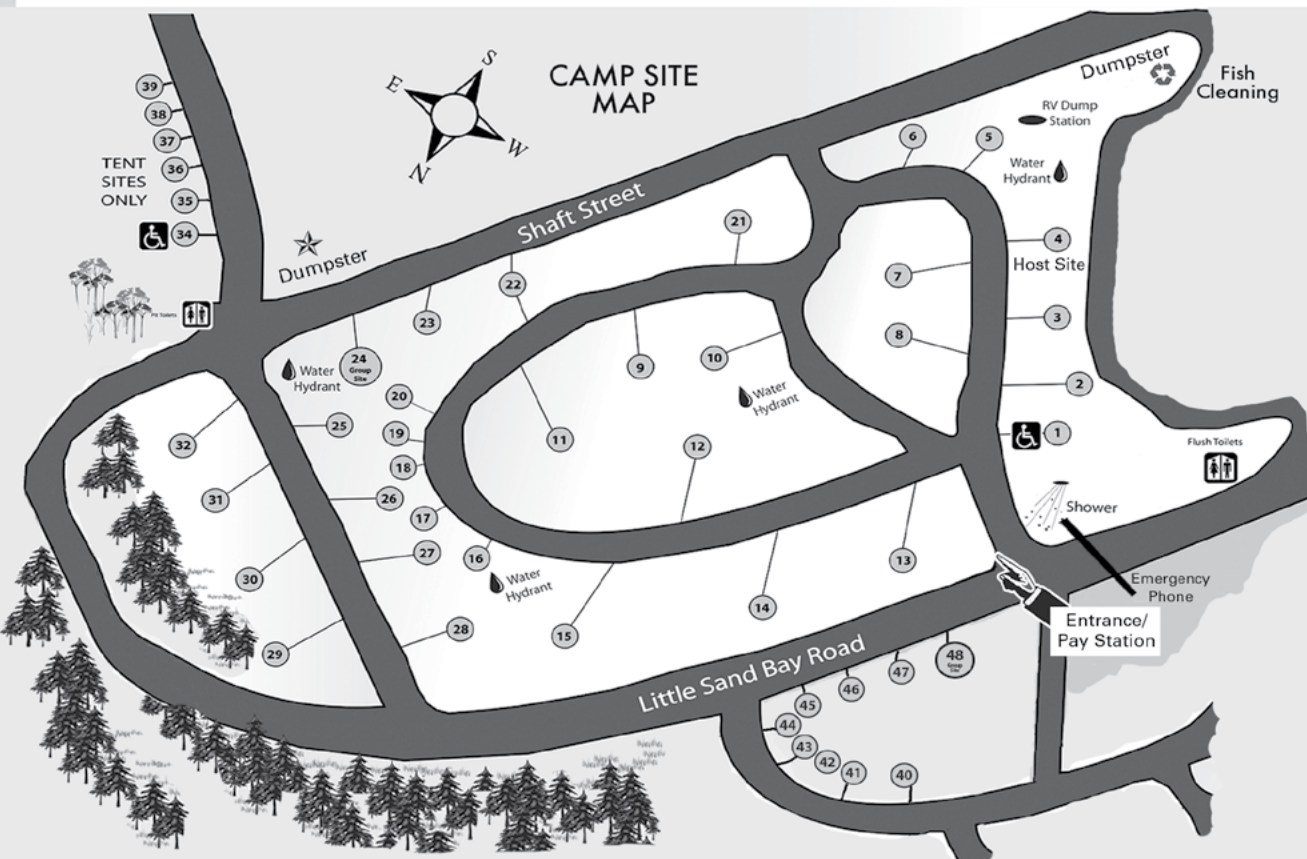 CAMP SITE
MAP
S
E
W
N
Dumpster
Fish
Cleaning
RV Dump
Station
Water
Hydrant
39
38
37
36
35
34
TENT
SITES
ONLY
Dumpster
Pit Toilets
Shaft Street
6
5
4
Host Site
3
2
1
7
8
21
22
23
24
Group
Site
Water
Hydrant
9
10
Water
Hydrant
11
12
20
19
18
17
16
Water
Hydrant
25
26
27
28
32
31
30
29
15
14
13
Flush Toilets
Shower
Emergency
Phone
Entrance/
Pay Station
Little Sand Bay Road
48
Group
Site
47
46
45
44
43
42
41
40